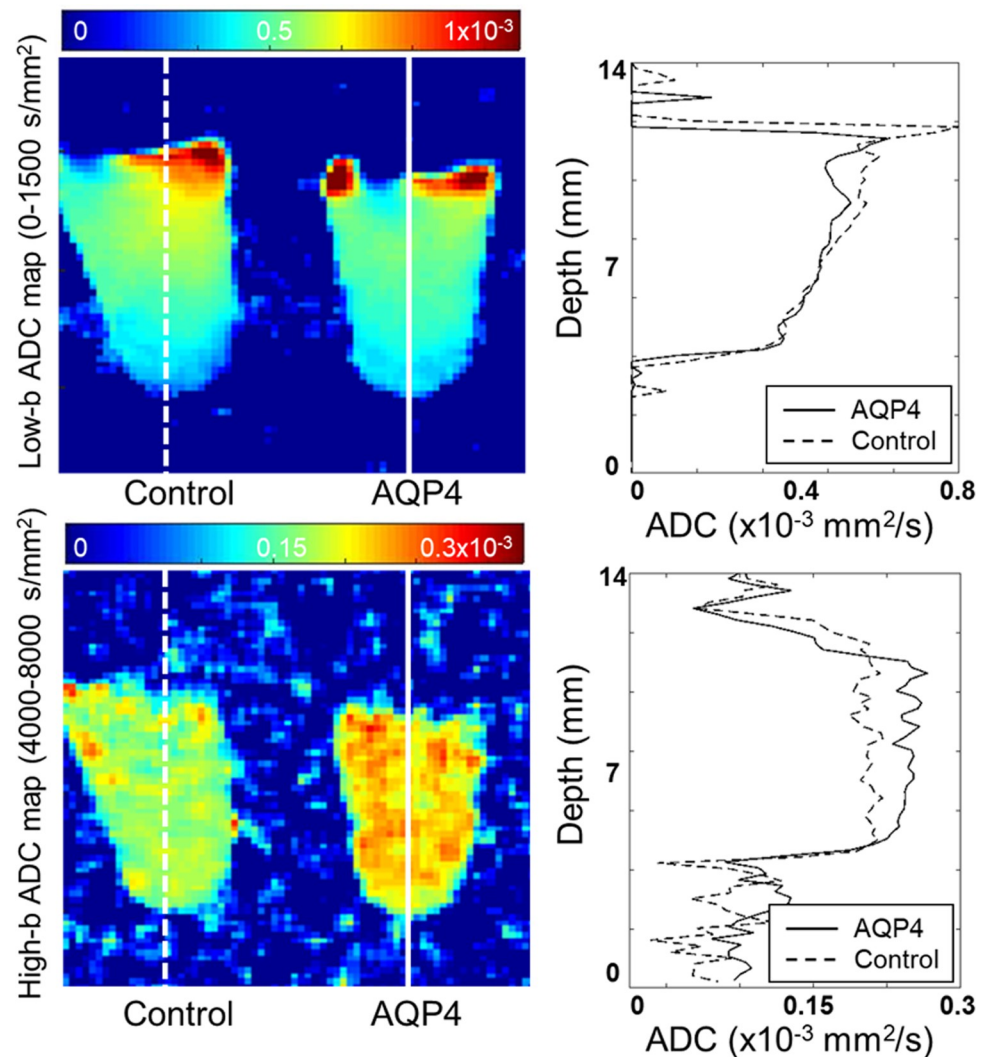 0 0.5 1x10⁻³
Low-b ADC map (0-1500 s/mm²)
Control AQP4
14
7
0
Depth (mm)
AQP4
Control
0 0.4 0.8
ADC (x10⁻³ mm²/s)
0 0.15 0.3x10⁻³
High-b ADC map (4000-8000 s/mm²)
Control AQP4
14
7
0
Depth (mm)
AQP4
Control
0 0.15 0.3
ADC (x10⁻³ mm²/s)